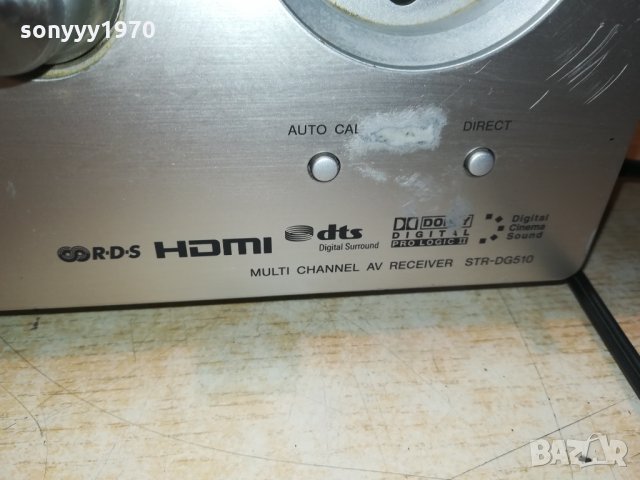 sonyyy1970
AUTO CAL DIRECT
R·D·S HDMI dts Digital Surround
DOLBY DIGITAL PRO LOGIC II
Digital Cinema Sound
MULTI CHANNEL AV RECEIVER STR-DG510
BAZAR